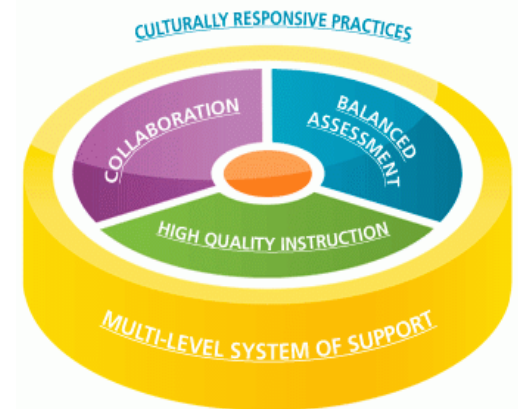 CULTURALLY RESPONSIVE PRACTICES
COLLABORATION
BALANCED
ASSESSMENT
HIGH QUALITY INSTRUCTION
MULTI-LEVEL SYSTEM OF SUPPORT